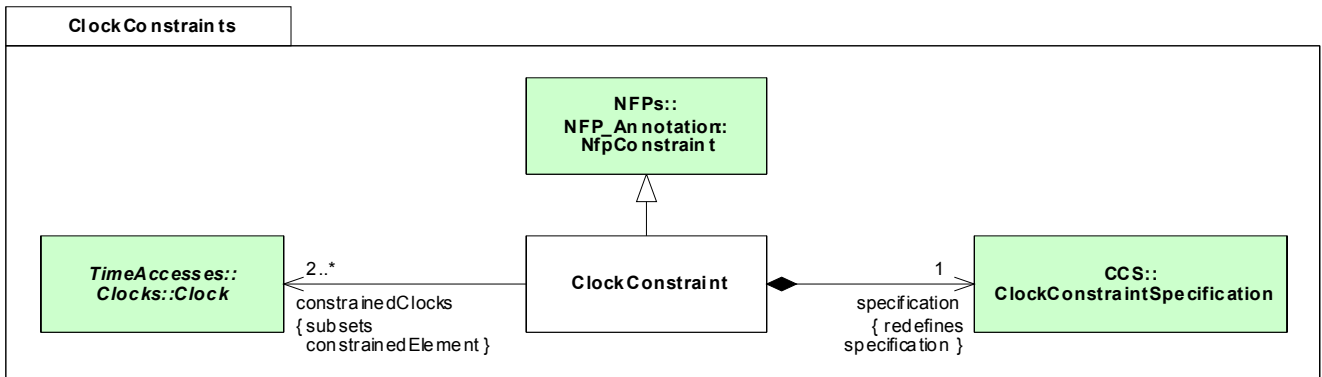 ClockConstraints
NFPs::
NFP_Annotation::
NfpConstraint
TimeAccesses::
Clocks::Clock
2..*
constrainedClocks
{ subsets
constrainedElement }
ClockConstraint
1
specification
{ redefines
specification }
CCS::
ClockConstraintSpecification